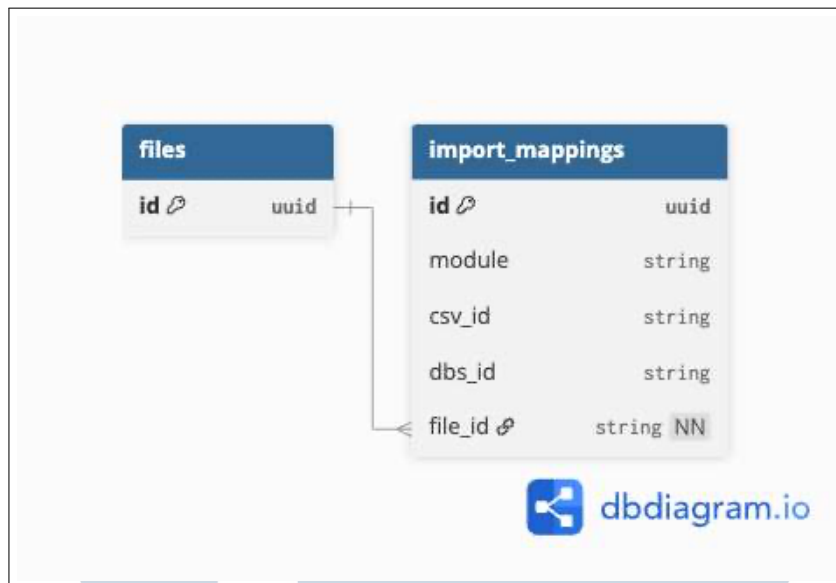 files
id uuid
import_mappings
id uuid
module string
csv_id string
dbs_id string
file_id string NN
dbdiagram.io